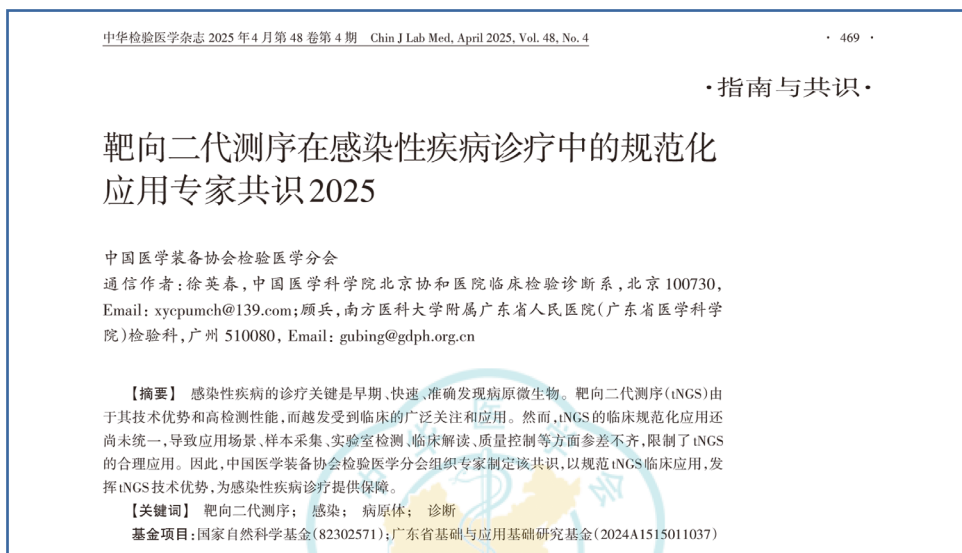 中华检验医学杂志 2025 年4 月第 48 卷第 4 期 Chin J Lab Med, April 2025, Vol. 48, No. 4
· 469 ·
·指南与共识·
靶向二代测序在感染性疾病诊疗中的规范化
应用专家共识2025
中国医学装备协会检验医学分会
通信作者:徐英春,中国医学科学院北京协和医院临床检验诊断系,北京 100730,
Email: xycpumch@139.com;顾兵,南方医科大学附属广东省人民医院(广东省医学科学
院)检验科,广州 510080, Email: gubing@gdph.org.cn
【摘要】 感染性疾病的诊疗关键是早期、快速、准确发现病原微生物。靶向二代测序(tNGS)由
于其技术优势和高检测性能,而越发受到临床的广泛关注和应用。然而,tNGS的临床规范化应用还
尚未统一,导致应用场景、样本采集、实验室检测、临床解读、质量控制等方面参差不齐,限制了tNGS
的合理应用。因此,中国医学装备协会检验医学分会组织专家制定该共识,以规范tNGS临床应用,发
挥tNGS技术优势,为感染性疾病诊疗提供保障。
【关键词】 靶向二代测序; 感染; 病原体; 诊断
基金项目:国家自然科学基金(82302571);广东省基础与应用基础研究基金(2024A1515011037)